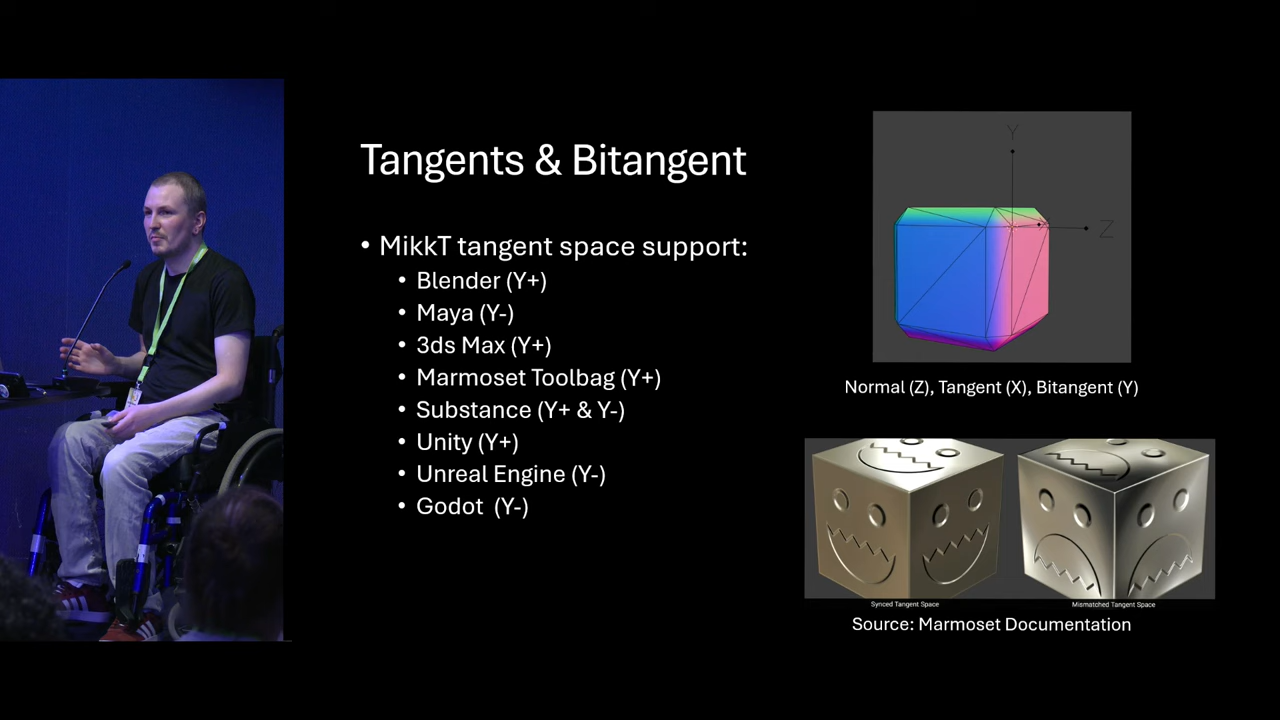 Tangents & Bitangent
• MikkT tangent space support:
• Blender (Y+)
• Maya (Y-)
• 3ds Max (Y+)
• Marmoset Toolbag (Y+)
• Substance (Y+ & Y-)
• Unity (Y+)
• Unreal Engine (Y-)
• Godot (Y-)
Y
Z
Normal (Z), Tangent (X), Bitangent (Y)
Synced Tangent Space
Mismatched Tangent Space
Source: Marmoset Documentation